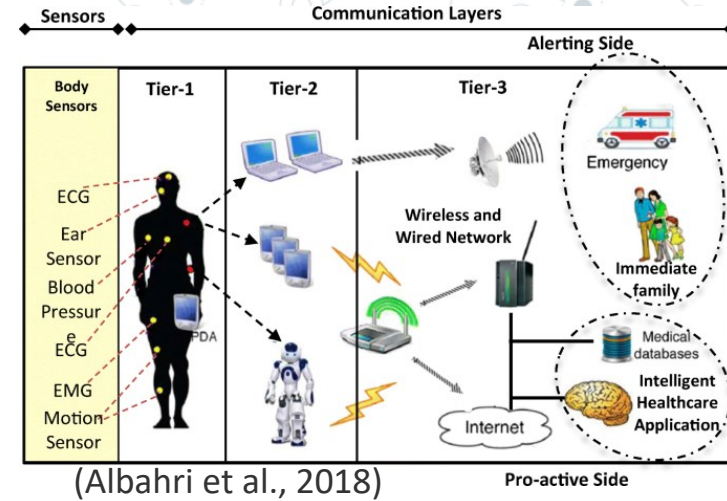 Sensors
Communication Layers
Alerting Side
Body
Sensors
Tier-1
Tier-2
Tier-3
ECG
Ear
Sensor
Blood
Pressur
e
ECG
EMG
Motion
Sensor
PDA
Wireless and
Wired Network
Internet
Emergency
Immediate
family
Medical
databases
Intelligent
Healthcare
Application
(Albahri et al., 2018)
Pro-active Side